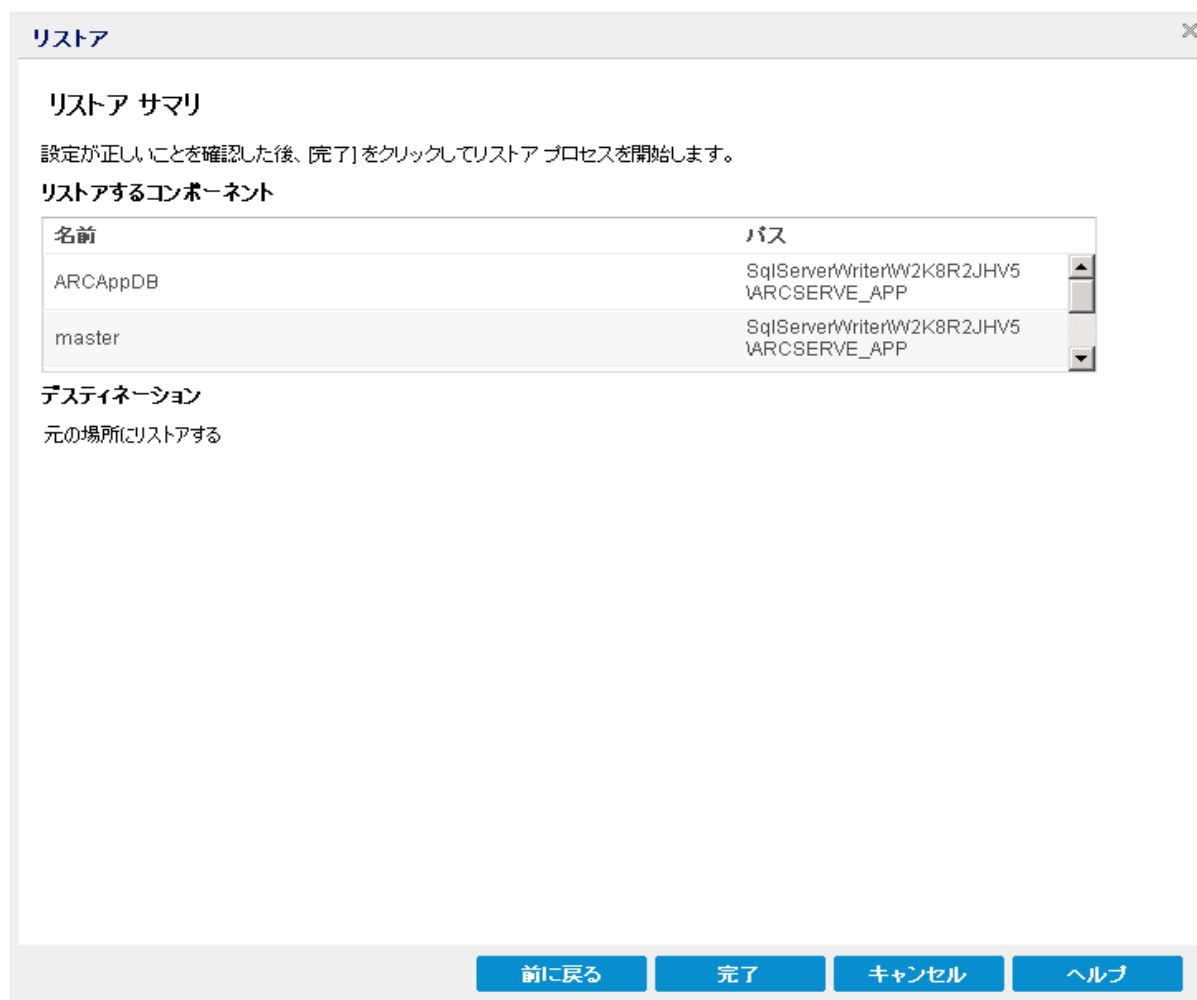 リストア
リストア サマリ
設定が正しいことを確認した後、[完了] をクリックしてリストア プロセスを開始します。
リストアするコンポーネント
名前 パス
ARCAppDB SqlServerWriter\W2K8R2JHV5
\ARCSERVE_APP
master SqlServerWriter\W2K8R2JHV5
\ARCSERVE_APP
デスティネーション
元の場所にリストアする
前に戻る 完了 キャンセル ヘルプ